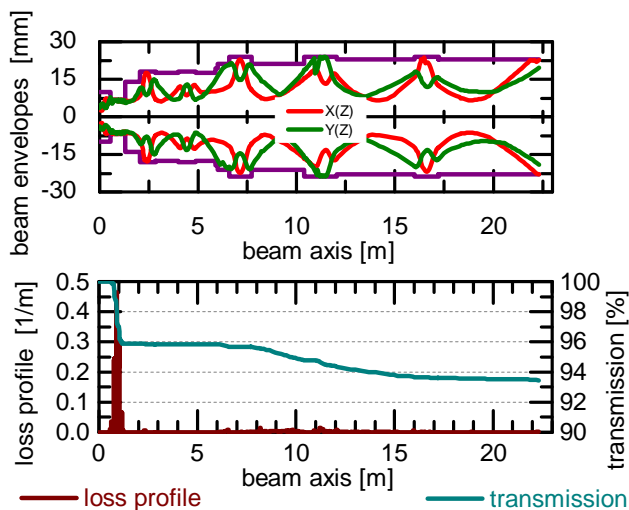 beam envelopes [mm]
30
15
0
-15
-30
X(Z)
Y(Z)
0 5 10 15 20
beam axis [m]
loss profile [1/m]
0.5
0.4
0.3
0.2
0.1
0.0
100
98
96
94
92
90
transmission [%]
0 5 10 15 20
beam axis [m]
loss profile transmission